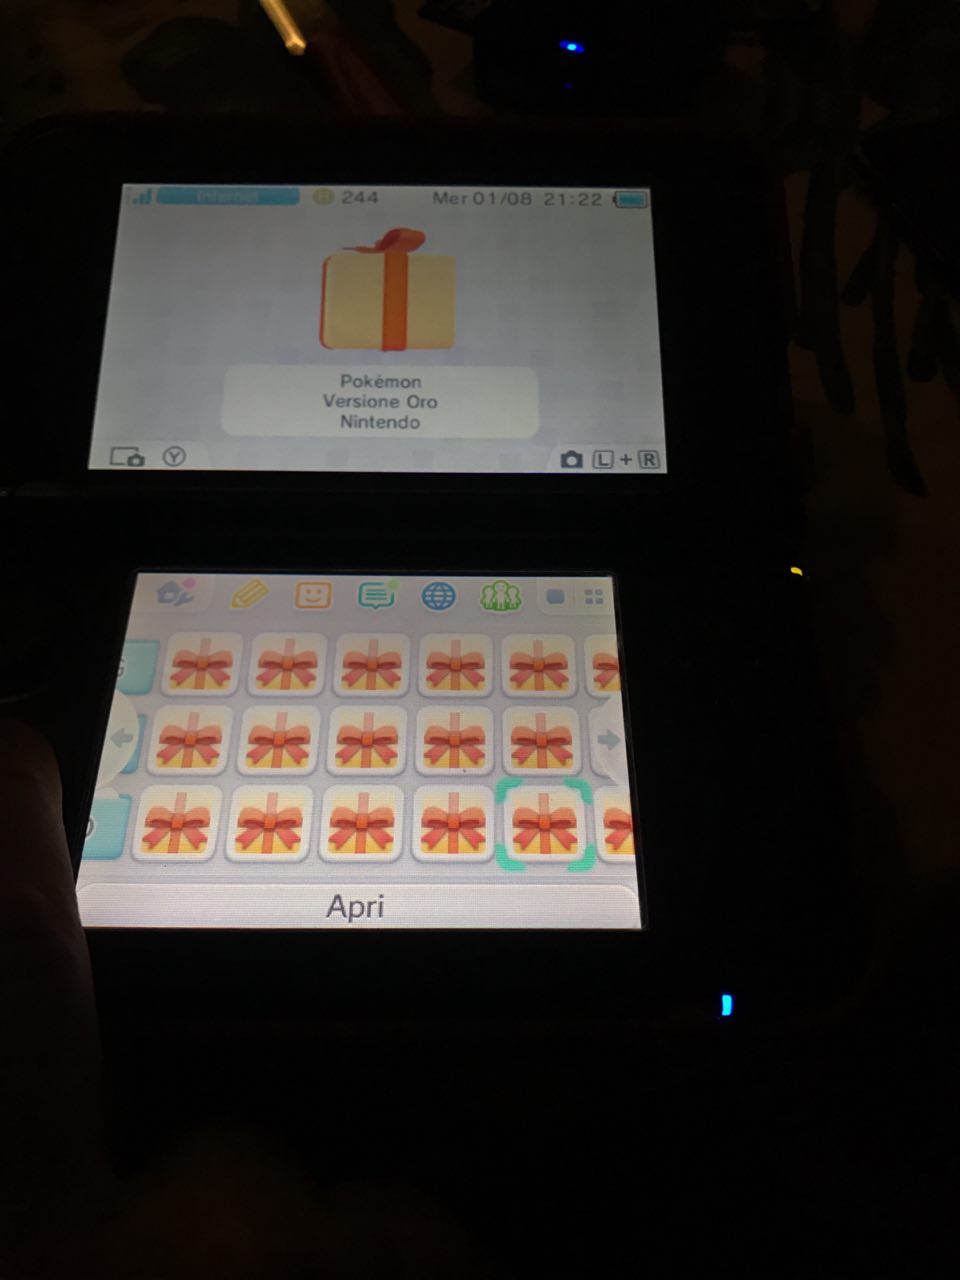 Internet 244 Mer 01/08 21:22
Pokémon
Versione Oro
Nintendo
Y L + R
Apri